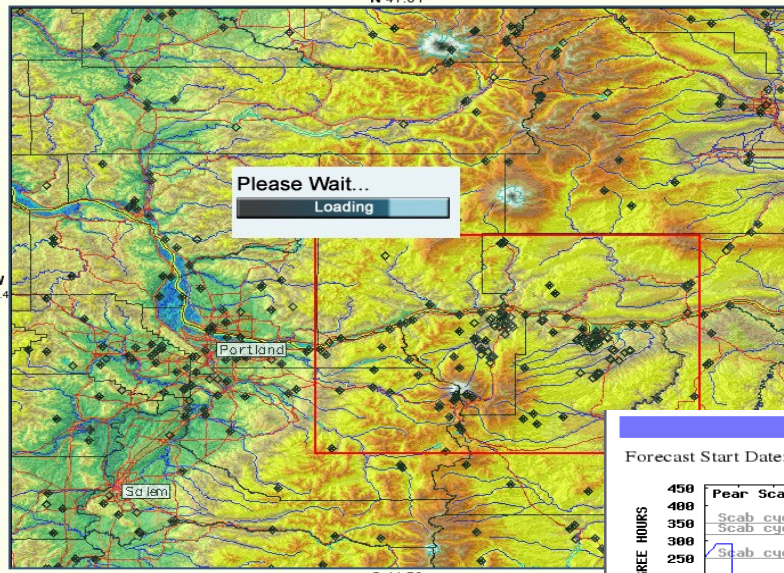 Please Wait...
Loading
Portland
Salem
Forecast Start Date:
450
Pear Sca
400
350
Scab cy
Scab cy
300
250
Scab cy
REE HOURS